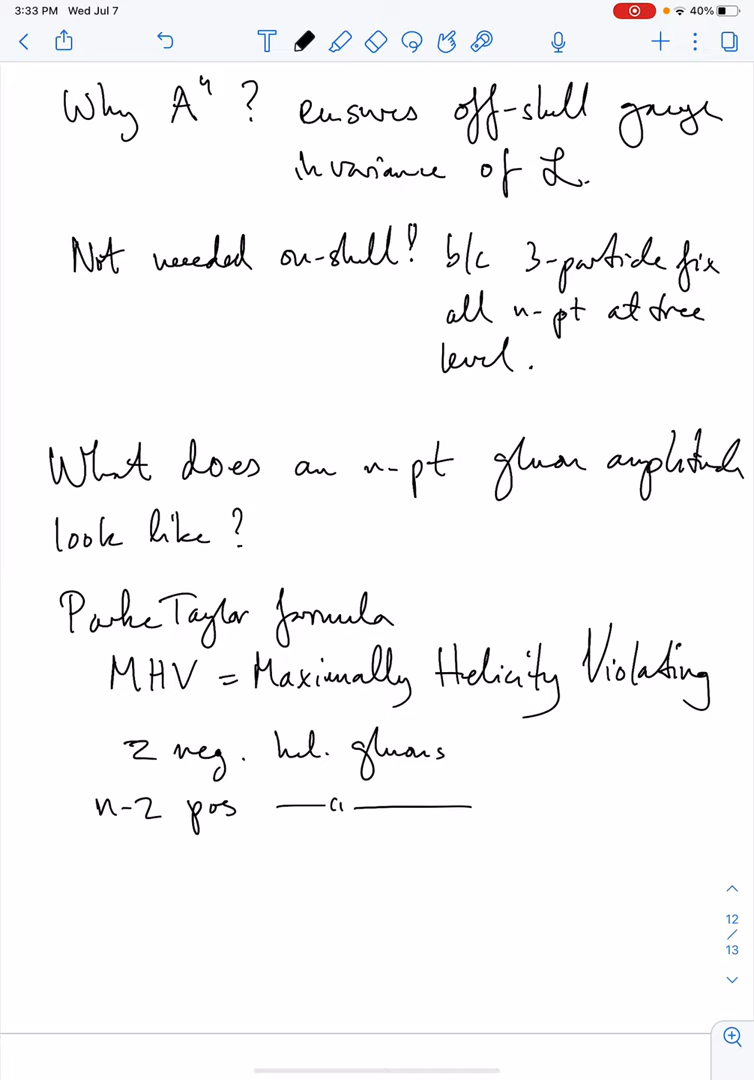 3:33 PM Wed Jul 7
40%
Why A⁴ ? ensures off-shell gauge
invariance of ℒ.
Not needed on-shell! b/c 3-particle fix
all n-pt at tree
level.
What does an n-pt gluon amplitude
look like?
Parke Taylor formula
MHV = Maximally Helicity Violating
2 neg. hel. gluons
n-2 pos —— " ——
12
/
13